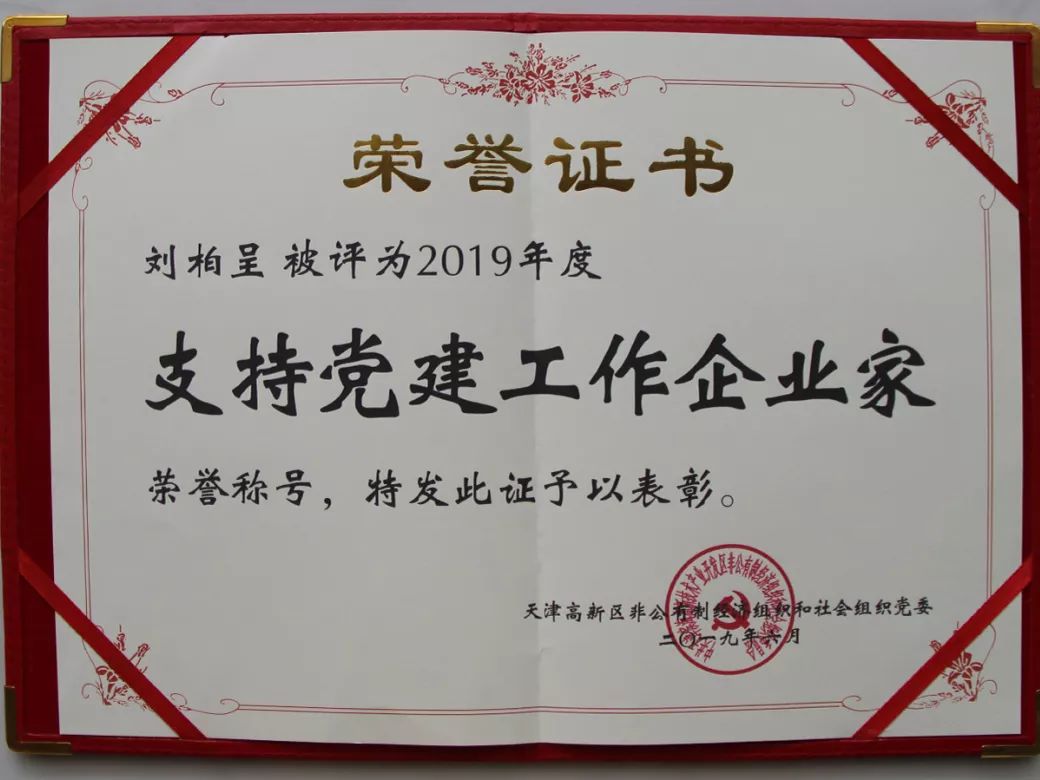 荣誉证书
刘柏呈 被评为2019年度
支持党建工作企业家
荣誉称号，特发此证予以表彰。
天津高新区非公有制经济组织和社会组织党委
二〇一九年六月